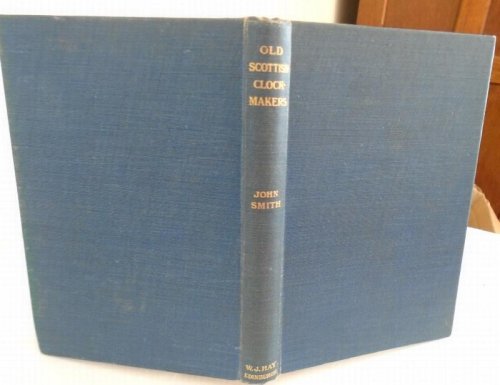 OLD
SCOTTISH
CLOCK-
MAKERS
JOHN
SMITH
W. J. HAY
EDINBURGH